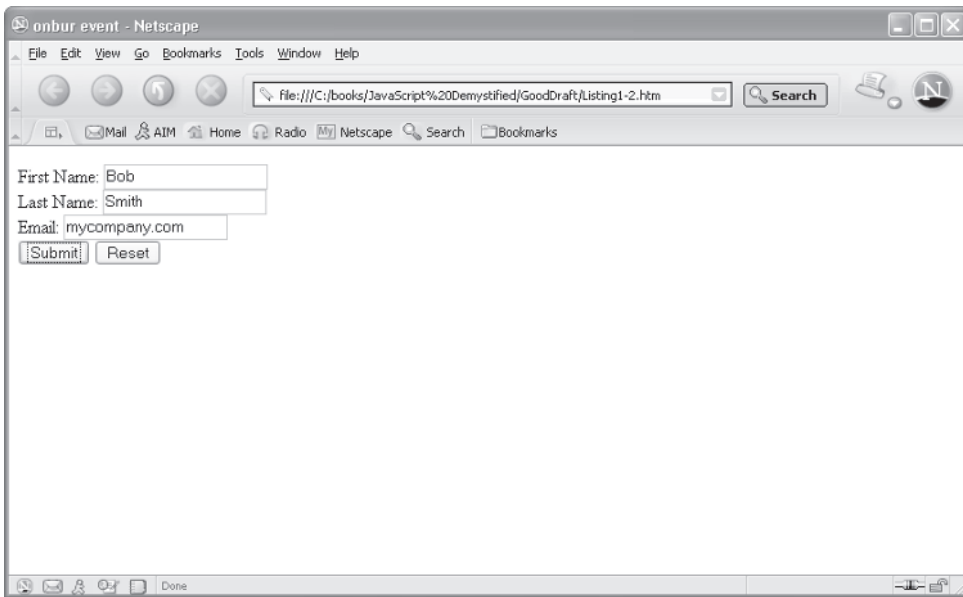 N onbur event - Netscape
File Edit View Go Bookmarks Tools Window Help
file:///C:/books/JavaScript%20Demystified/GoodDraft/Listing1-2.htm Search N
Mail AIM Home Radio My Netscape Search Bookmarks
First Name: Bob
Last Name: Smith
Email: mycompany.com
Submit Reset
Done